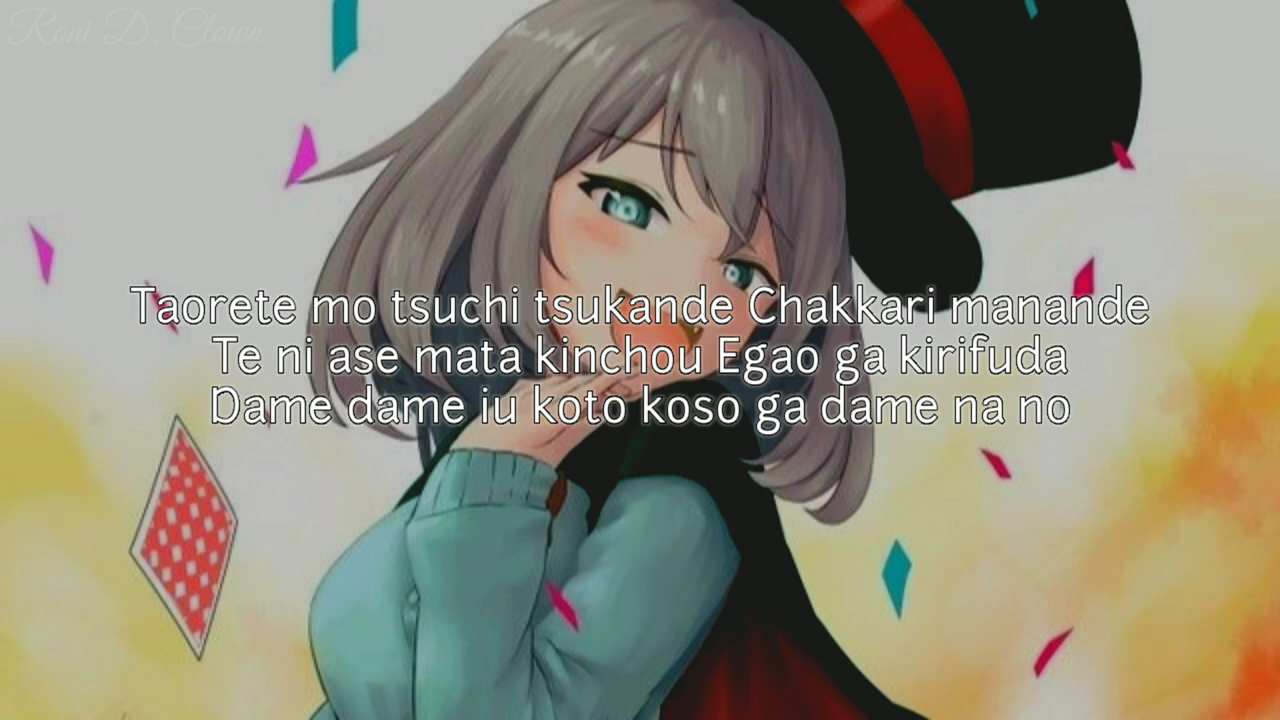 Roni D. Clown
Taorete mo tsuchi tsukande Chakkari manande
Te ni ase mata kinchou Egao ga kirifuda
Dame dame iu koto koso ga dame na no